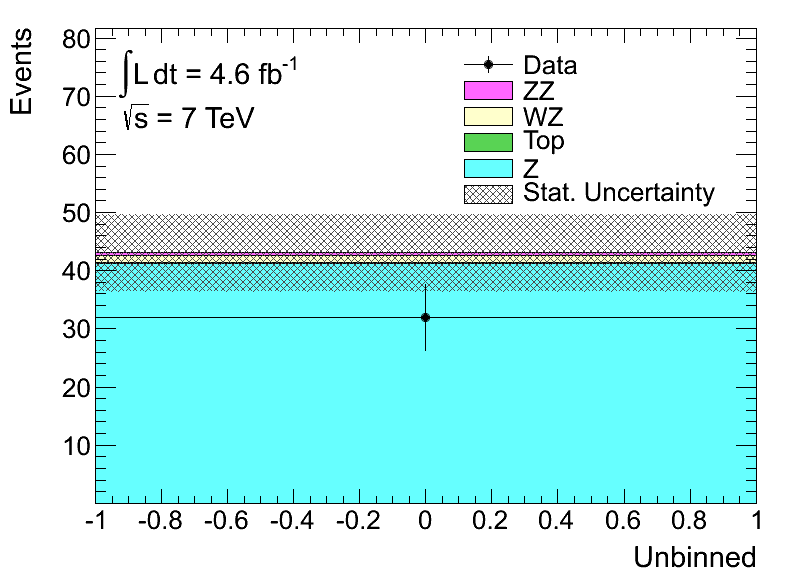 Events
80
70
60
50
40
30
20
10
∫L dt = 4.6 fb⁻¹
√s = 7 TeV
Data
ZZ
WZ
Top
Z
Stat. Uncertainty
-1 -0.8 -0.6 -0.4 -0.2 0 0.2 0.4 0.6 0.8 1
Unbinned